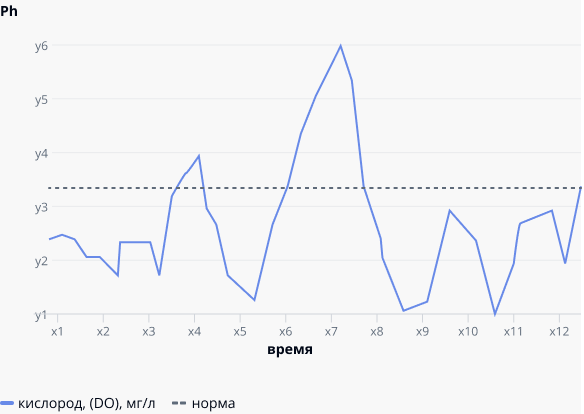 Ph
y6
y5
y4
y3
y2
y1
x1 x2 x3 x4 x5 x6 x7 x8 x9 x10 x11 x12
время
кислород, (DO), мг/л норма